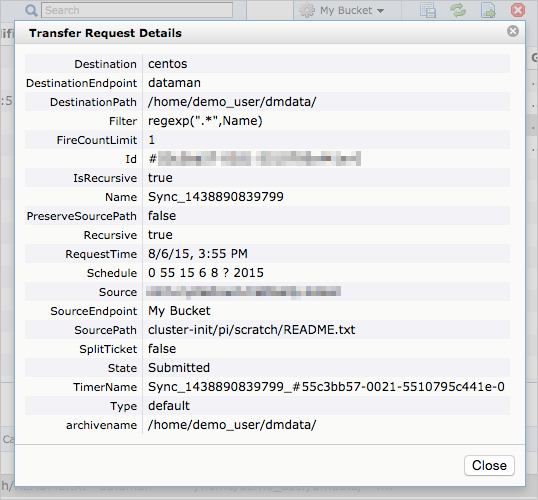 Search
My Bucket
Transfer Request Details
Destination centos
DestinationEndpoint dataman
DestinationPath /home/demo_user/dmdata/
Filter regexp(".*",Name)
FireCountLimit 1
Id #
IsRecursive true
Name Sync_1438890839799
PreserveSourcePath false
Recursive true
RequestTime 8/6/15, 3:55 PM
Schedule 0 55 15 6 8 ? 2015
Source
SourceEndpoint My Bucket
SourcePath cluster-init/pi/scratch/README.txt
SplitTicket false
State Submitted
TimerName Sync_1438890839799_#55c3bb57-0021-5510795c441e-0
Type default
archivename /home/demo_user/dmdata/
Close